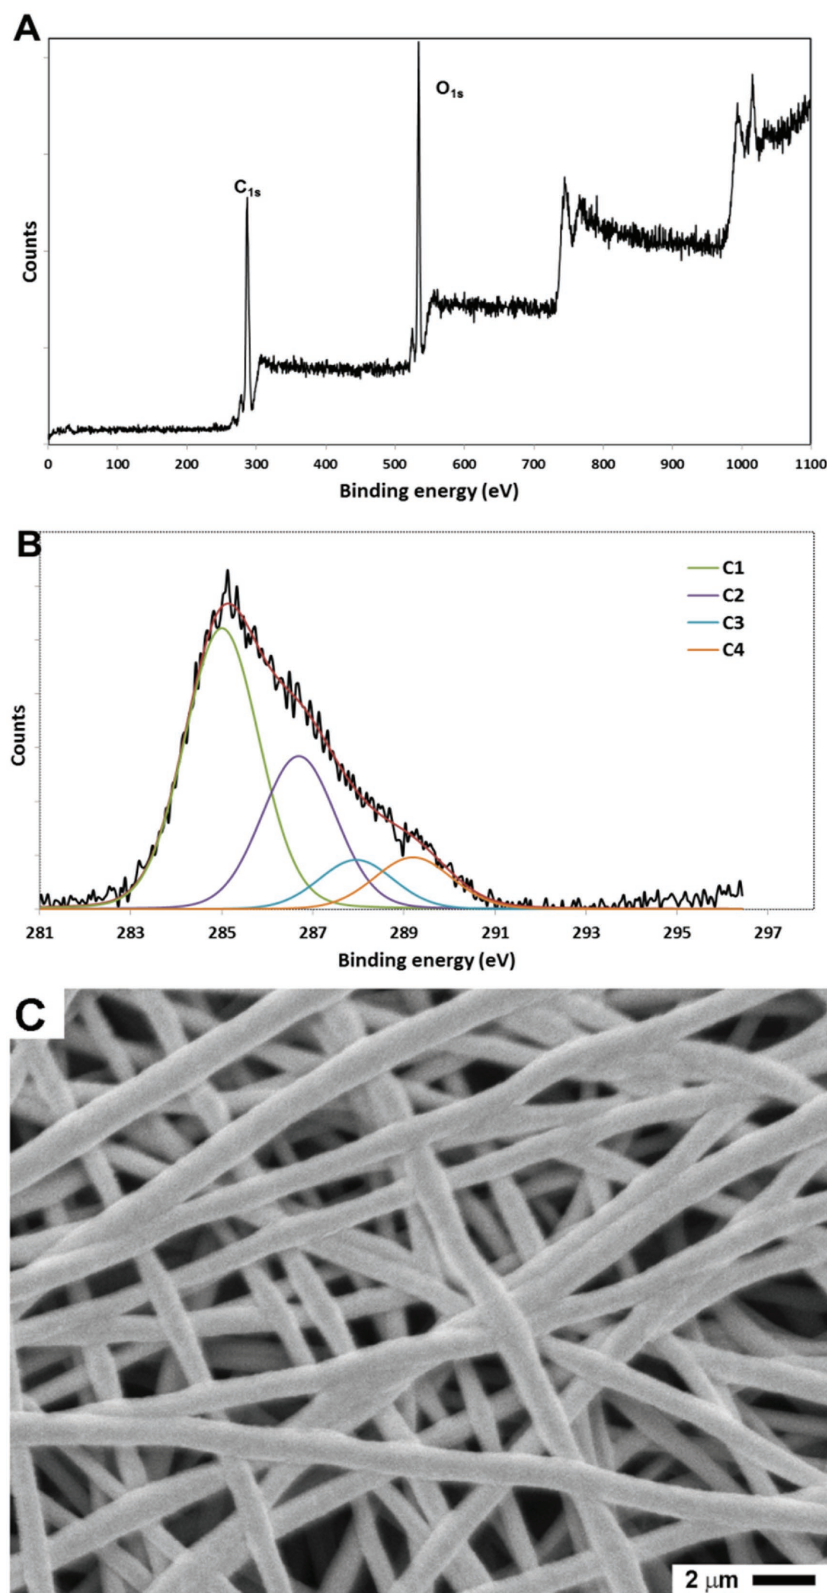 A
O1s
C1s
Counts
0 100 200 300 400 500 600 700 800 900 1000 1100
Binding energy (eV)
B
C1
C2
C3
C4
Counts
281 283 285 287 289 291 293 295 297
Binding energy (eV)
C
2 μm